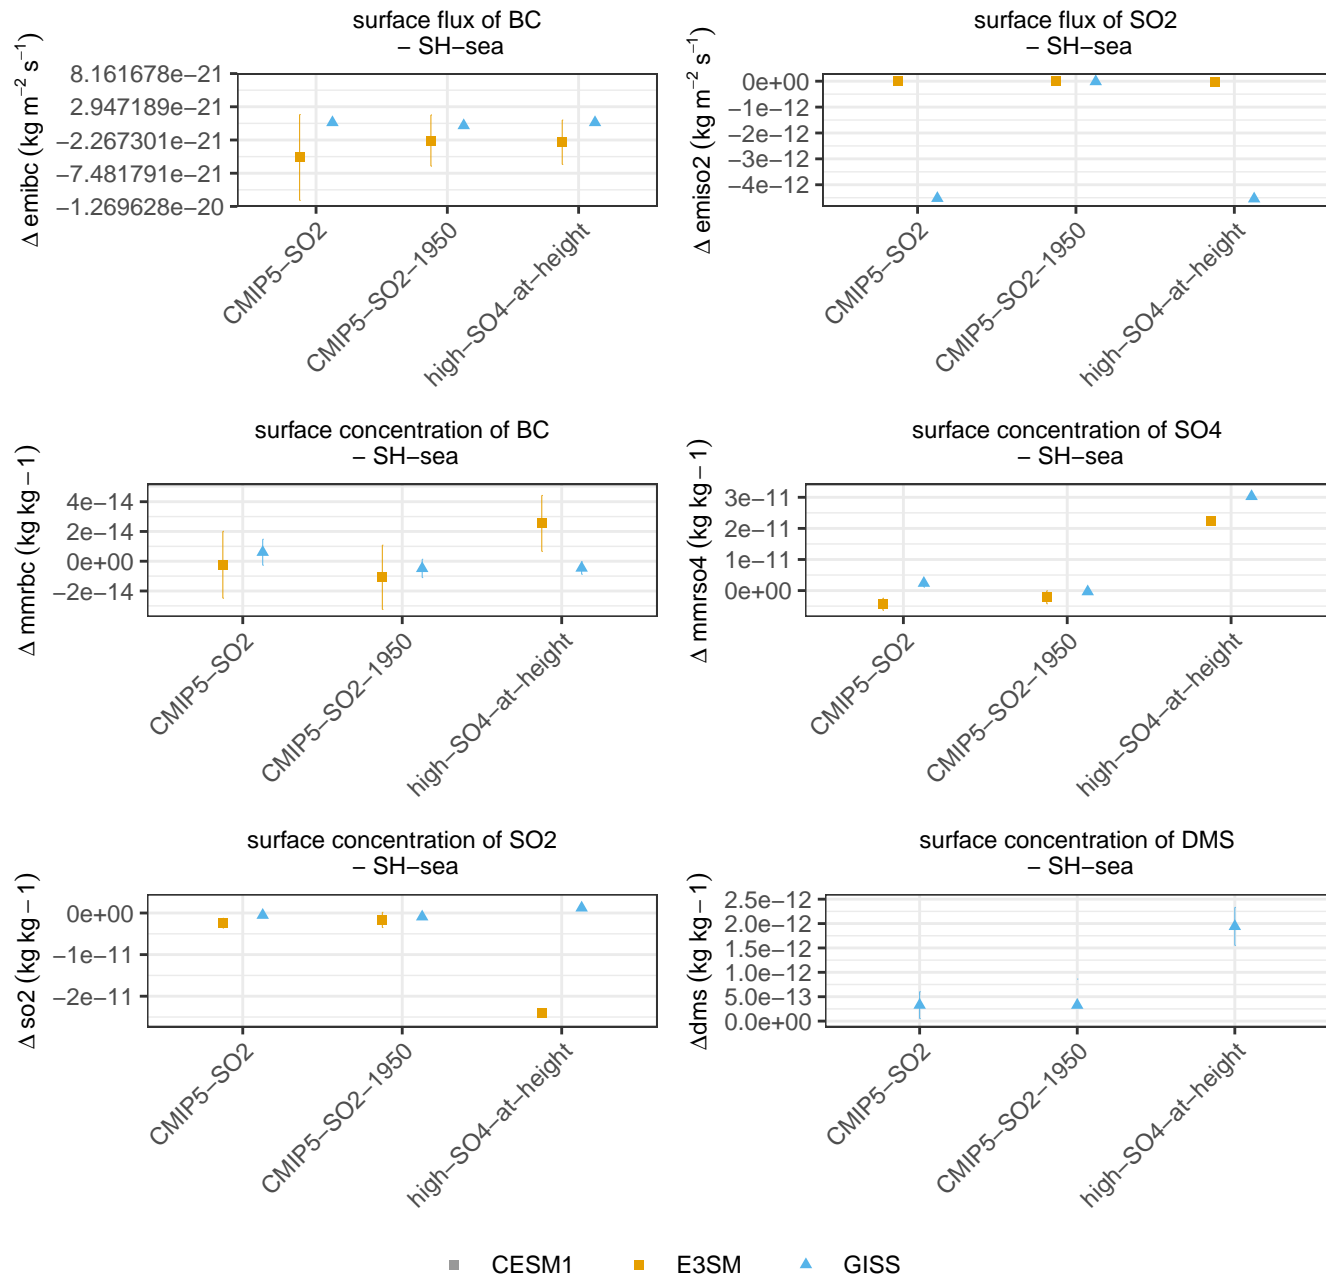 surface flux of BC
− SH−sea
Δ emibc (kg m−2 s−1)
8.161678e−21
2.947189e−21
−2.267301e−21
−7.481791e−21
−1.269628e−20
CMIP5−SO2
CMIP5−SO2−1950
high−SO4−at−height
surface flux of SO2
− SH−sea
Δ emiso2 (kg m−2 s−1)
0e+00
−1e−12
−2e−12
−3e−12
−4e−12
CMIP5−SO2
CMIP5−SO2−1950
high−SO4−at−height
surface concentration of BC
− SH−sea
Δ mmrbc (kg kg−1)
4e−14
2e−14
0e+00
−2e−14
CMIP5−SO2
CMIP5−SO2−1950
high−SO4−at−height
surface concentration of SO4
− SH−sea
Δ mmrso4 (kg kg−1)
3e−11
2e−11
1e−11
0e+00
CMIP5−SO2
CMIP5−SO2−1950
high−SO4−at−height
surface concentration of SO2
− SH−sea
Δ so2 (kg kg−1)
0e+00
−1e−11
−2e−11
CMIP5−SO2
CMIP5−SO2−1950
high−SO4−at−height
surface concentration of DMS
− SH−sea
Δdms (kg kg−1)
2.5e−12
2.0e−12
1.5e−12
1.0e−12
5.0e−13
0.0e+00
CMIP5−SO2
CMIP5−SO2−1950
high−SO4−at−height
CESM1 E3SM GISS